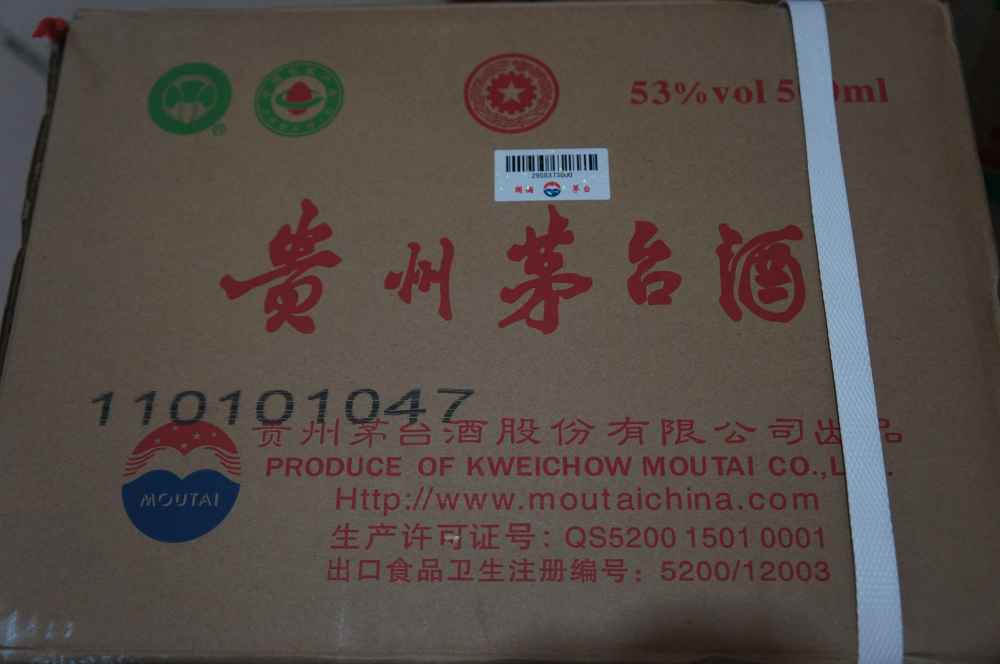 53%vol 5 0ml
贵州茅台酒
110101047
贵州茅台酒股份有限公司出品
PRODUCE OF KWEICHOW MOUTAI CO.,L
MOUTAI
Http://www.moutaichina.com
生产许可证号：QS5200 1501 0001
出口食品卫生注册编号：5200/12003